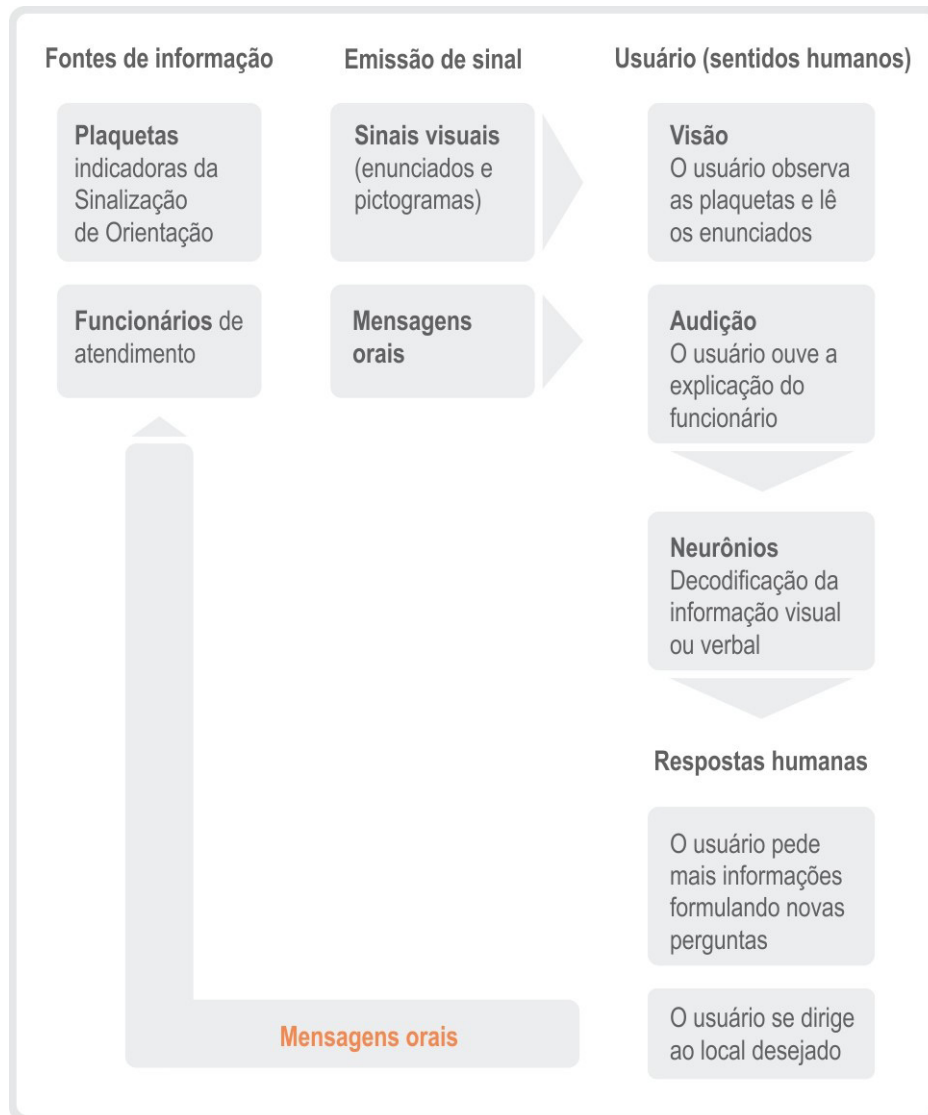 Fontes de informação
Emissão de sinal
Usuário (sentidos humanos)
Plaquetas
indicadoras da
Sinalização
de Orientação
Sinais visuais
(enunciados e
pictogramas)
Visão
O usuário observa
as plaquetas e lê
os enunciados
Funcionários de
atendimento
Mensagens
orais
Audição
O usuário ouve a
explicação do
funcionário
Neurônios
Decodificação da
informação visual
ou verbal
Respostas humanas
O usuário pede
mais informações
formulando novas
perguntas
O usuário se dirige
ao local desejado
Mensagens orais